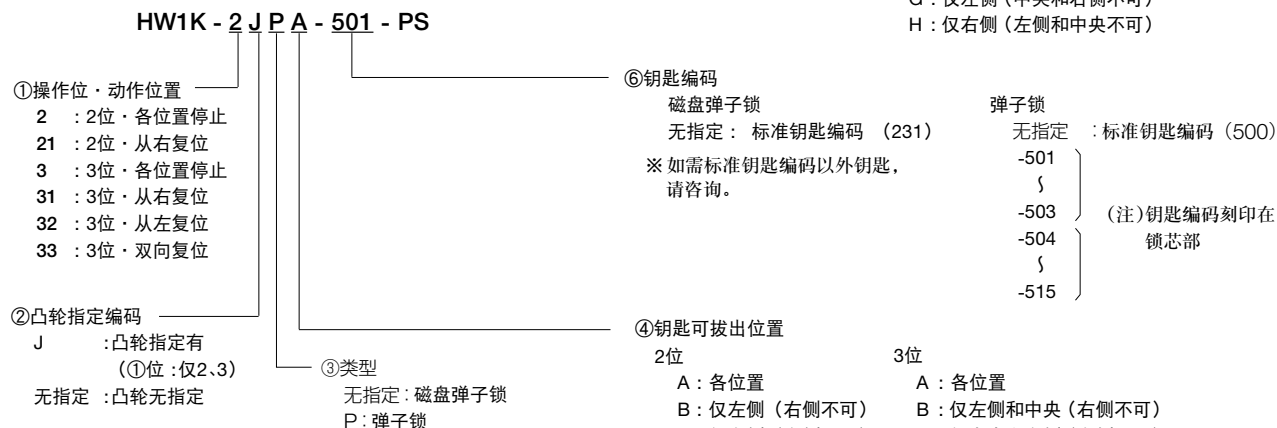 H : 仅右侧 (左侧和中央不可)
HW1K - 2 J P A - 501 - PS
①操作位・动作位置
2 : 2位・各位置停止
21 : 2位・从右复位
3 : 3位・各位置停止
31 : 3位・从右复位
32 : 3位・从左复位
33 : 3位・双向复位
②凸轮指定编码
J :凸轮指定有
(①位 :仅2、3)
无指定 :凸轮无指定
③类型
无指定 : 磁盘弹子锁
P : 弹子锁
⑥钥匙编码
磁盘弹子锁
无指定 : 标准钥匙编码 (231)
※ 如需标准钥匙编码以外钥匙,
请咨询。
弹子锁
无指定 : 标准钥匙编码 (500)
-501
∫
-503
-504
∫
-515
(注)钥匙编码刻印在
锁芯部
④钥匙可拔出位置
2位
A : 各位置
B : 仅左侧 (右侧不可)
3位
A : 各位置
B : 仅左侧和中央 (右侧不可)